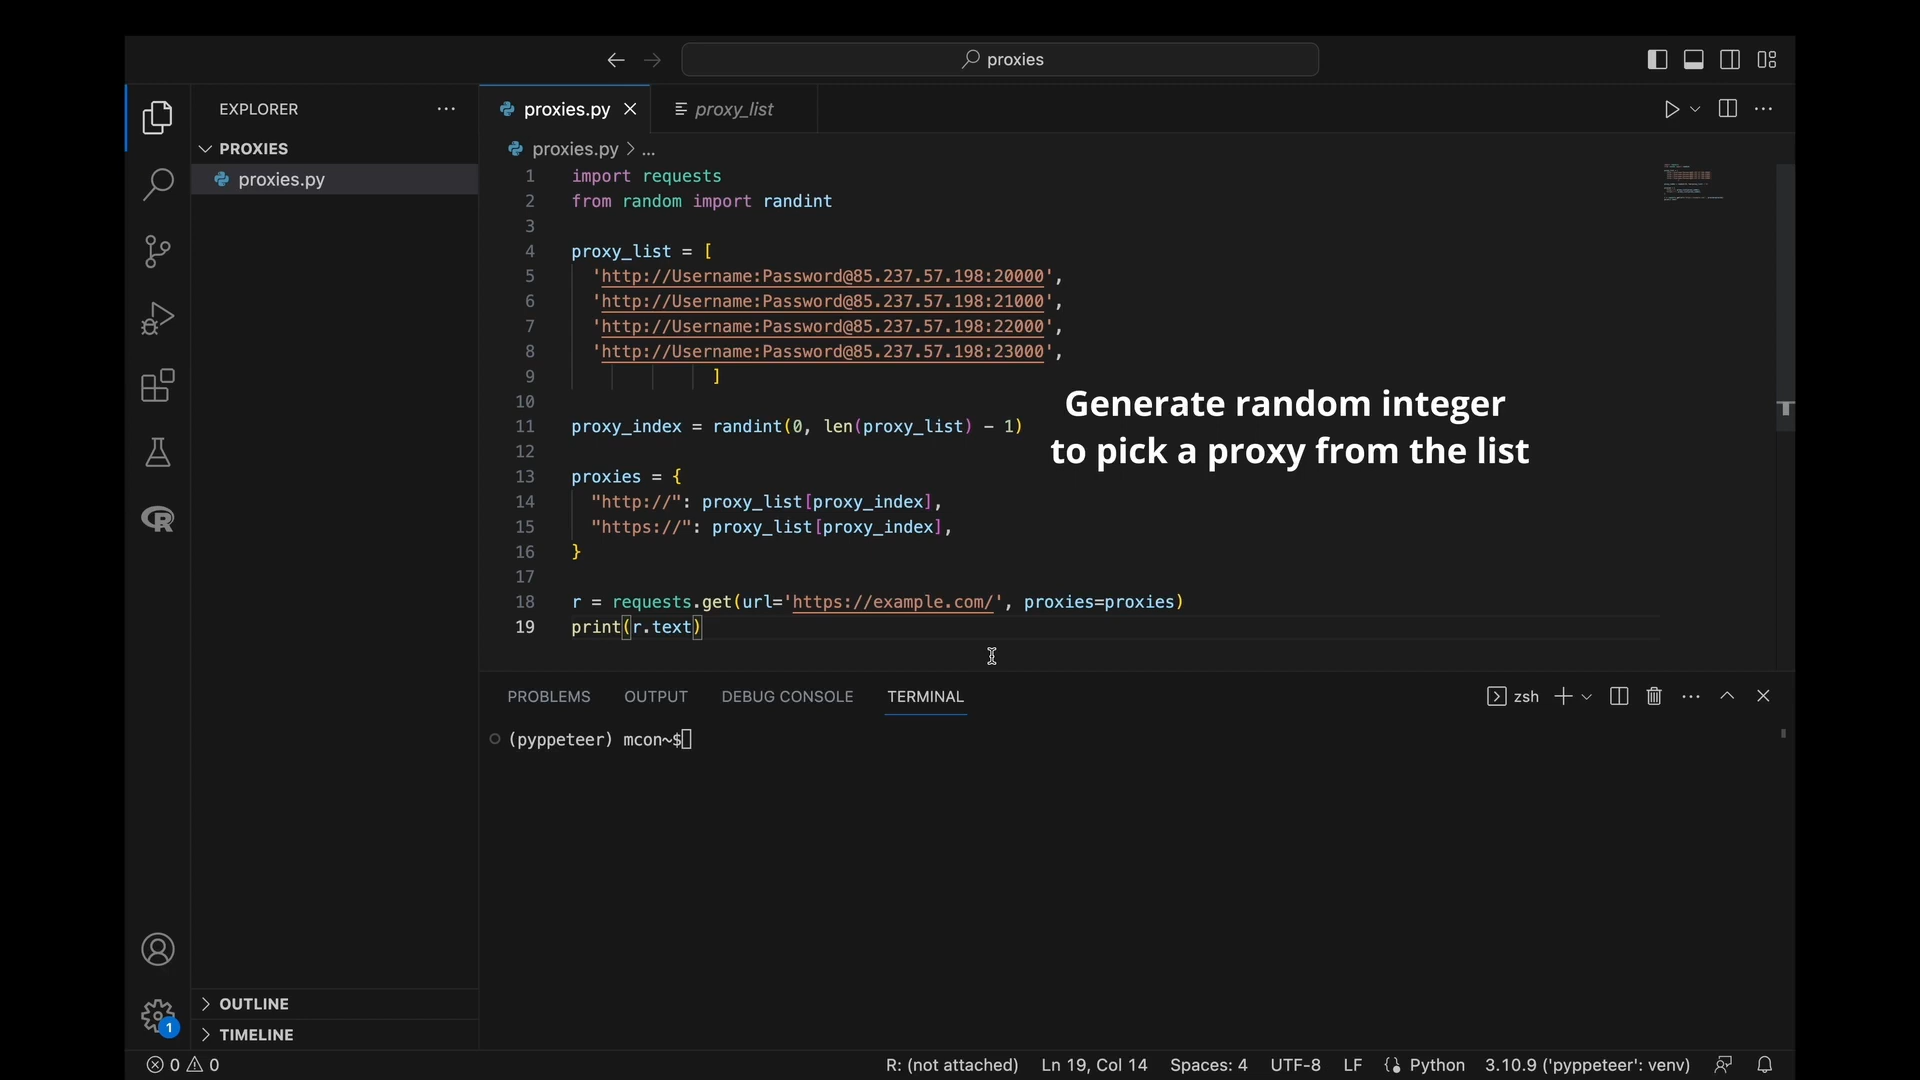 proxies
EXPLORER
PROXIES
proxies.py
proxies.py
proxy_list
proxies.py > ...
1 import requests
2 from random import randint
3
4 proxy_list = [
5 'http://Username:Password@85.237.57.198:20000',
6 'http://Username:Password@85.237.57.198:21000',
7 'http://Username:Password@85.237.57.198:22000',
8 'http://Username:Password@85.237.57.198:23000',
9 ]
10
11 proxy_index = randint(0, len(proxy_list) - 1)
12
13 proxies = {
14 "http://": proxy_list[proxy_index],
15 "https://": proxy_list[proxy_index],
16 }
17
18 r = requests.get(url='https://example.com/', proxies=proxies)
19 print(r.text)
Generate random integer
to pick a proxy from the list
PROBLEMS OUTPUT DEBUG CONSOLE TERMINAL
zsh
(pyppeteer) mcon~$
OUTLINE
TIMELINE
1
0 0
R: (not attached) Ln 19, Col 14 Spaces: 4 UTF-8 LF Python 3.10.9 ('pyppeteer': venv)